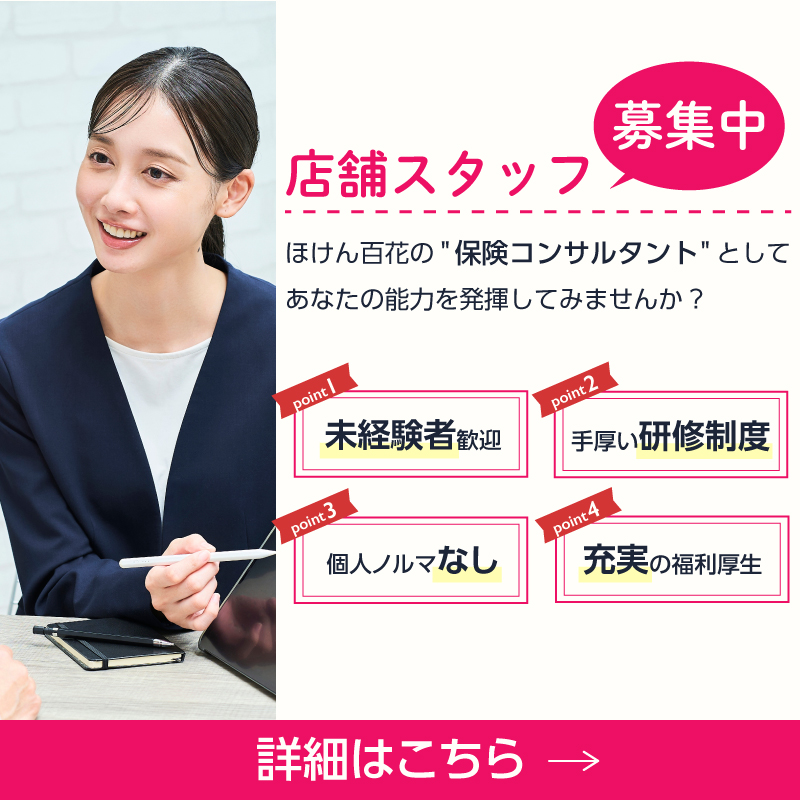 募集中
店舗スタッフ
ほけん百花の"保険コンサルタント"として
あなたの能力を発揮してみませんか？
point1
未経験者歓迎
point2
手厚い研修制度
point3
個人ノルマなし
point4
充実の福利厚生
詳細はこちら →